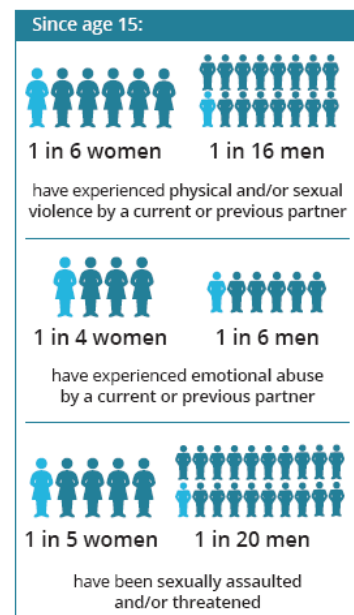 Since age 15:
1 in 6 women
1 in 16 men
have experienced physical and/or sexual
violence by a current or previous partner
1 in 4 women
1 in 6 men
have experienced emotional abuse
by a current or previous partner
1 in 5 women
1 in 20 men
have been sexually assaulted
and/or threatened